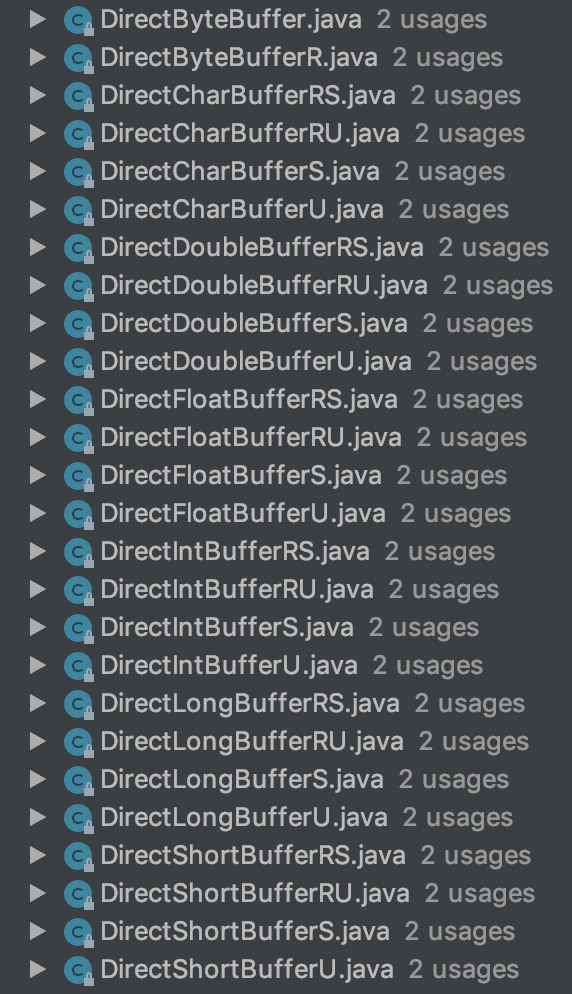 DirectByteBuffer.java 2 usages
DirectByteBufferR.java 2 usages
DirectCharBufferRS.java 2 usages
DirectCharBufferRU.java 2 usages
DirectCharBufferS.java 2 usages
DirectCharBufferU.java 2 usages
DirectDoubleBufferRS.java 2 usages
DirectDoubleBufferRU.java 2 usages
DirectDoubleBufferS.java 2 usages
DirectDoubleBufferU.java 2 usages
DirectFloatBufferRS.java 2 usages
DirectFloatBufferRU.java 2 usages
DirectFloatBufferS.java 2 usages
DirectFloatBufferU.java 2 usages
DirectIntBufferRS.java 2 usages
DirectIntBufferRU.java 2 usages
DirectIntBufferS.java 2 usages
DirectIntBufferU.java 2 usages
DirectLongBufferRS.java 2 usages
DirectLongBufferRU.java 2 usages
DirectLongBufferS.java 2 usages
DirectLongBufferU.java 2 usages
DirectShortBufferRS.java 2 usages
DirectShortBufferRU.java 2 usages
DirectShortBufferS.java 2 usages
DirectShortBufferU.java 2 usages